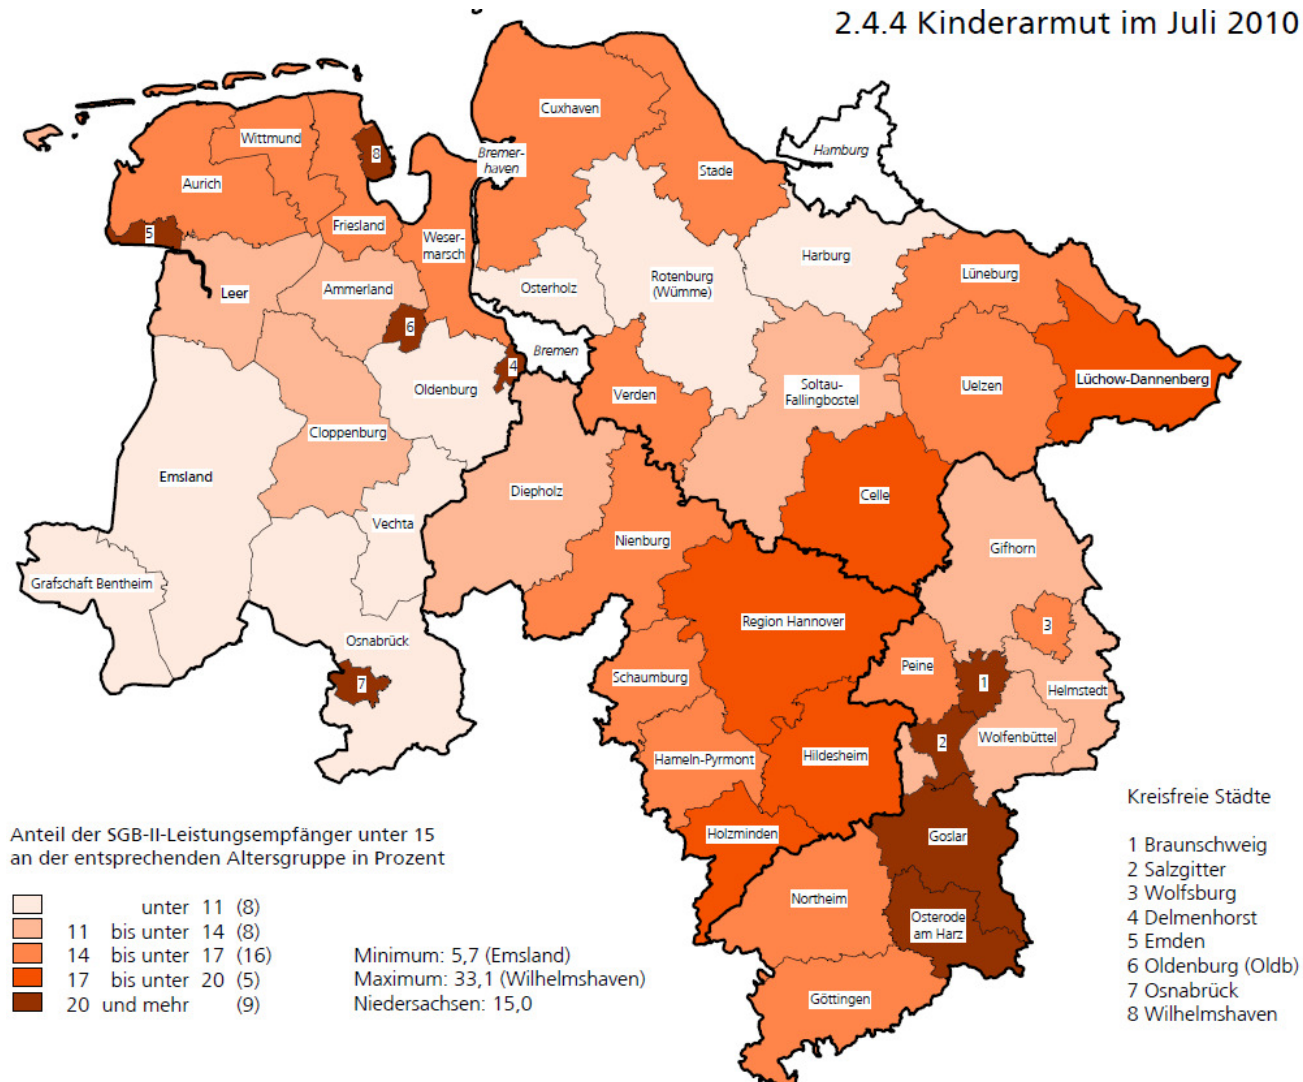 2.4.4 Kinderarmut im Juli 2010
Cuxhaven
Wittmund
8
Bremer-
haven
Hamburg
Aurich
Stade
5
Friesland
Weser-
marsch
Harburg
Lüneburg
Leer
Ammerland
Osterholz
Rotenburg
(Wümme)
6
Bremen
4
Oldenburg
Verden
Soltau-
Fallingbostel
Uelzen
Lüchow-Dannenberg
Cloppenburg
Emsland
Diepholz
Celle
Vechta
Nienburg
Gifhorn
Grafschaft Bentheim
Region Hannover
3
Osnabrück
Peine
Schaumburg
7
1
Helmstedt
Wolfenbüttel
2
Hameln-Pyrmont
Hildesheim
Holzminden
Goslar
Northeim
Osterode
am Harz
Göttingen
Anteil der SGB-II-Leistungsempfänger unter 15
an der entsprechenden Altersgruppe in Prozent
unter 11 (8)
11 bis unter 14 (8)
14 bis unter 17 (16)
17 bis unter 20 (5)
20 und mehr (9)
Minimum: 5,7 (Emsland)
Maximum: 33,1 (Wilhelmshaven)
Niedersachsen: 15,0
Kreisfreie Städte
1 Braunschweig
2 Salzgitter
3 Wolfsburg
4 Delmenhorst
5 Emden
6 Oldenburg (Oldb)
7 Osnabrück
8 Wilhelmshaven